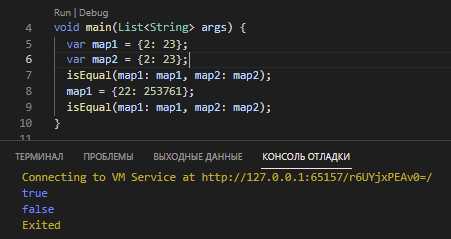 Run | Debug
4 void main(List<String> args) {
5 var map1 = {2: 23};
6 var map2 = {2: 23};
7 isEqual(map1: map1, map2: map2);
8 map1 = {22: 253761};
9 isEqual(map1: map1, map2: map2);
10 }
11
ТЕРМИНАЛ ПРОБЛЕМЫ ВЫХОДНЫЕ ДАННЫЕ КОНСОЛЬ ОТЛАДКИ
Connecting to VM Service at http://127.0.0.1:65157/r6UYjxPEAv0=/
true
false
Exited